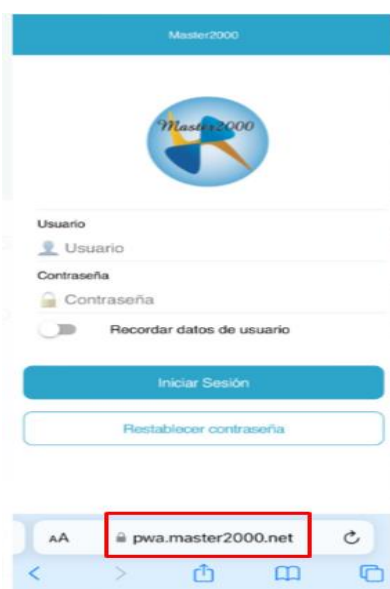 Master2000
Master2000
Usuario
Usuario
Contraseña
Contraseña
Recordar datos de usuario
Iniciar Sesión
Restablecer contraseña
AA pwa.master2000.net